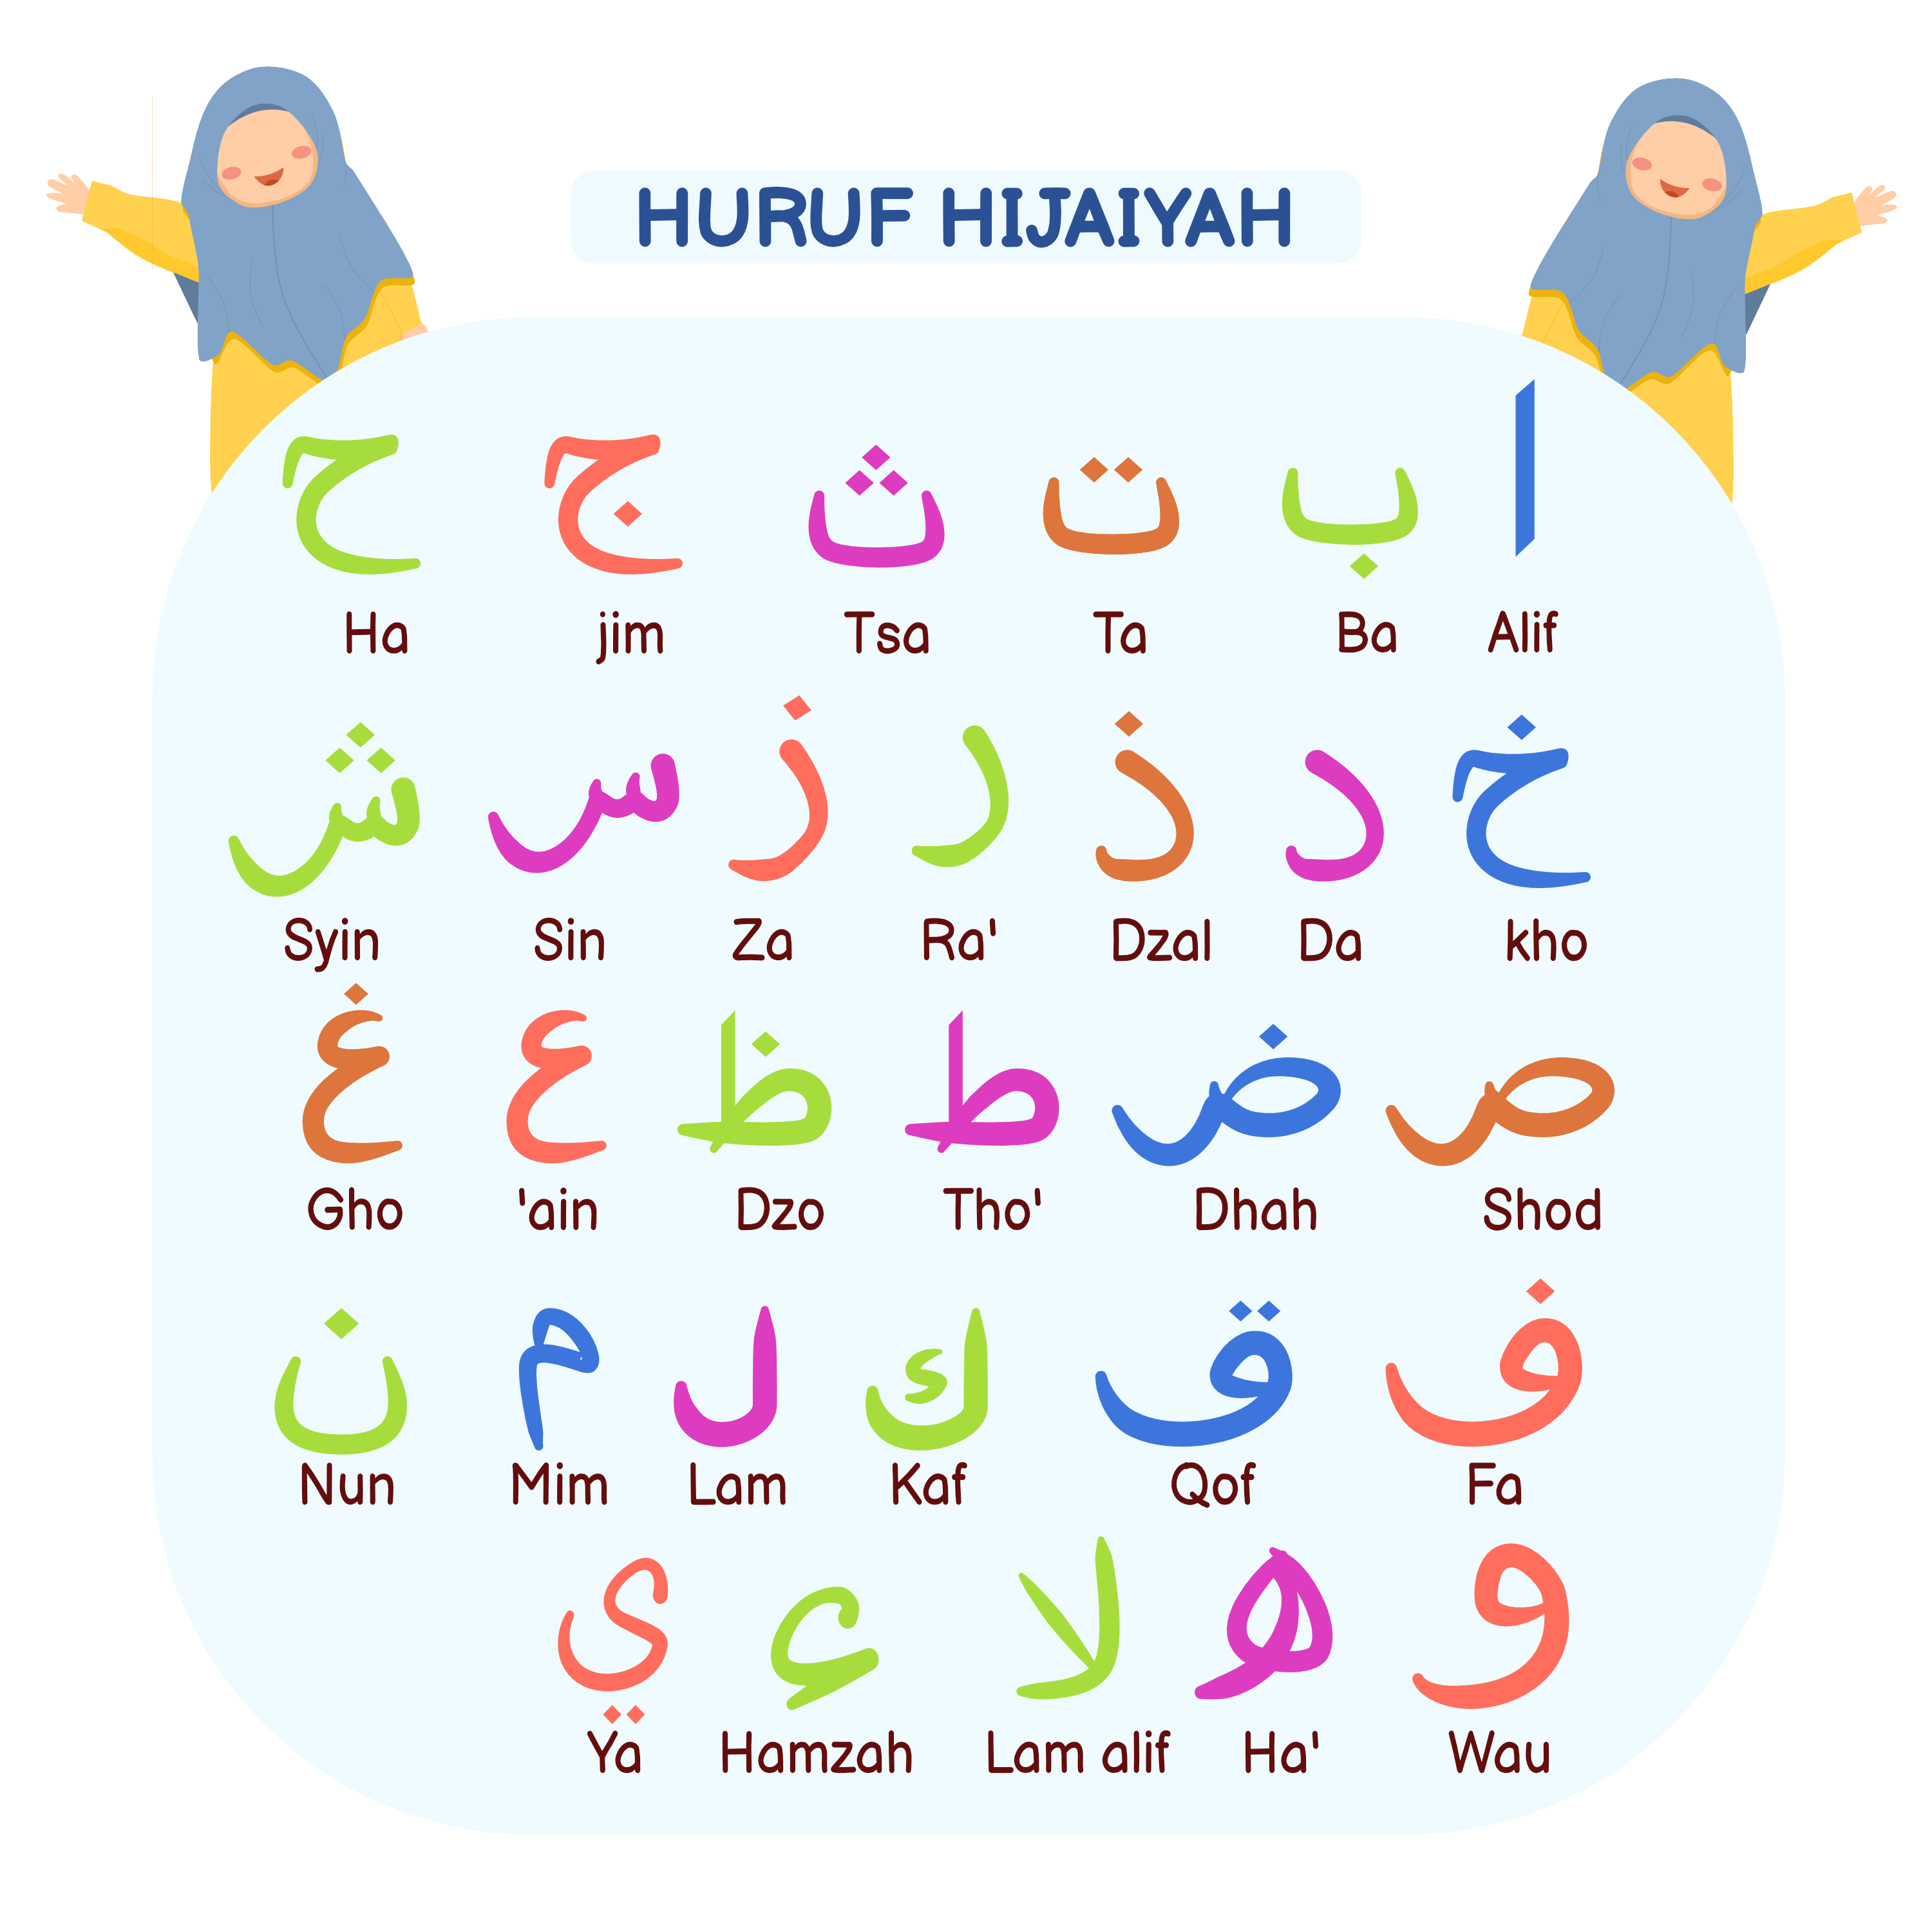 HURUF HIJAIYAH
ا ب ت ث ج ح
Alif Ba Ta Tsa jim Ha
خ د ذ ر ز س ش
kho Da Dzal Ra' Za Sin Syin
ص ض ط ظ ع غ
Shod Dhah Tho' Dzo 'ain Gho
ف ق ك ل م ن
Fa Qof Kaf Lam Mim Nun
و ه لا ء ي
Wau Ha' Lam alif Hamzah Ya